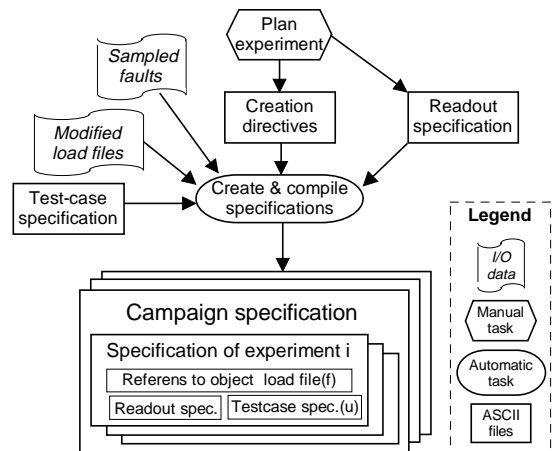 Plan
experiment
Sampled
faults
Creation
directives
Readout
specification
Modified
load files
Test-case
specification
Create & compile
specifications
Campaign specification
Specification of experiment i
Referens to object load file(f)
Readout spec.
Testcase spec.(u)
Legend
I/O
data
Manual
task
Automatic
task
ASCII
files